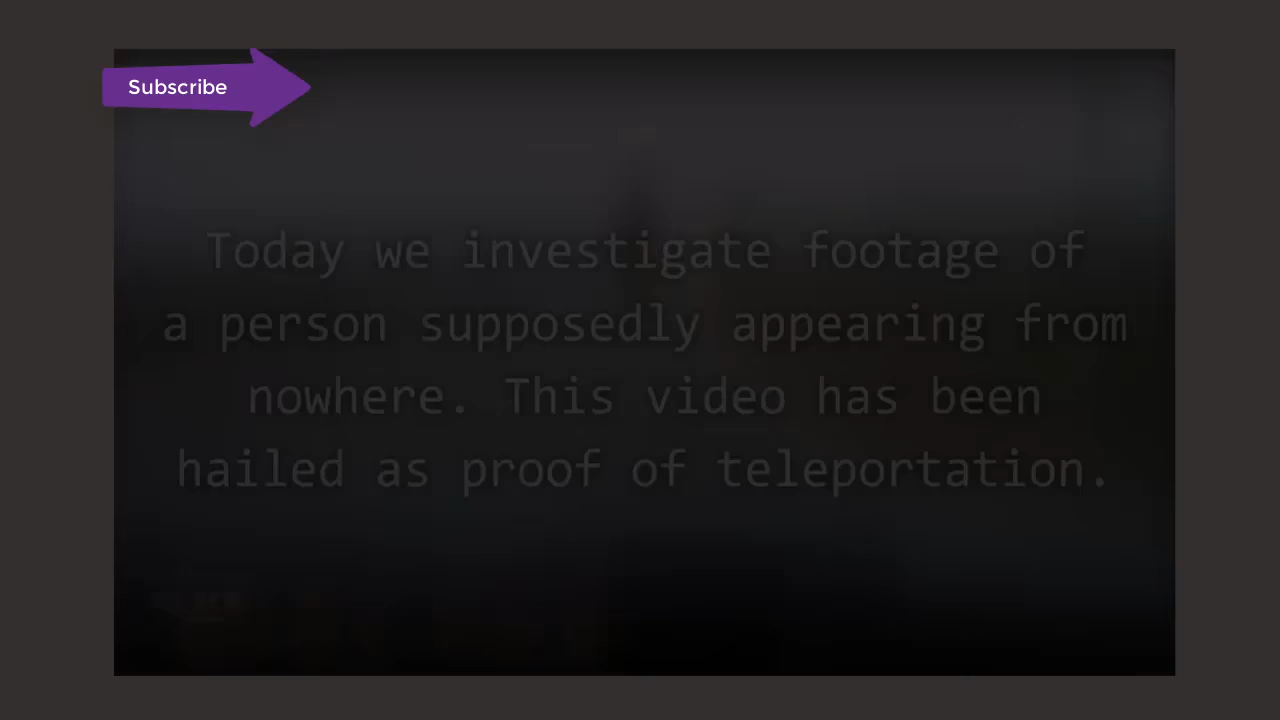 Subscribe
Today we investigate footage of
a person supposedly appearing from
nowhere. This video has been
hailed as proof of teleportation.